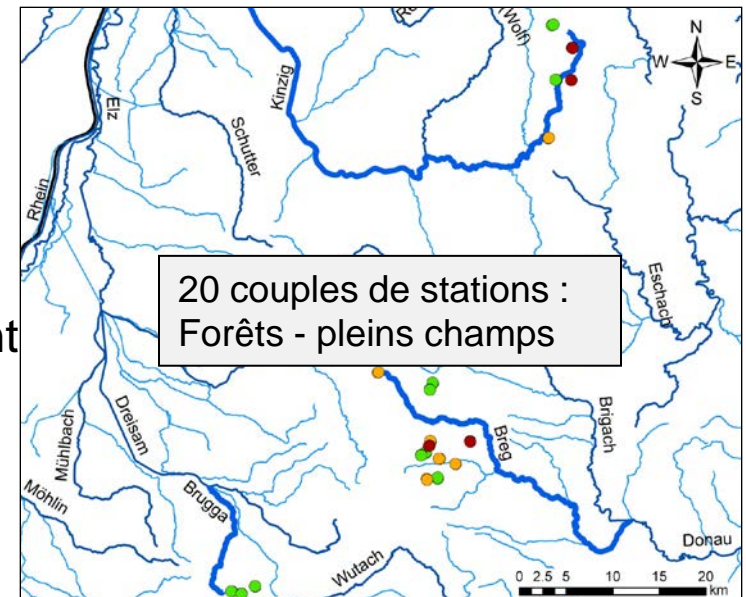 (Wolf)
N
W E
S
Kinzig
Elz
Schutter
Rhein
Eschach
20 couples de stations :
Forêts - pleins champs
nt
Dreisam
Mühlbach
Möhlin
Brugga
Breg
Brigach
Wutach
Donau
0 2.5 5 10 15 20
km